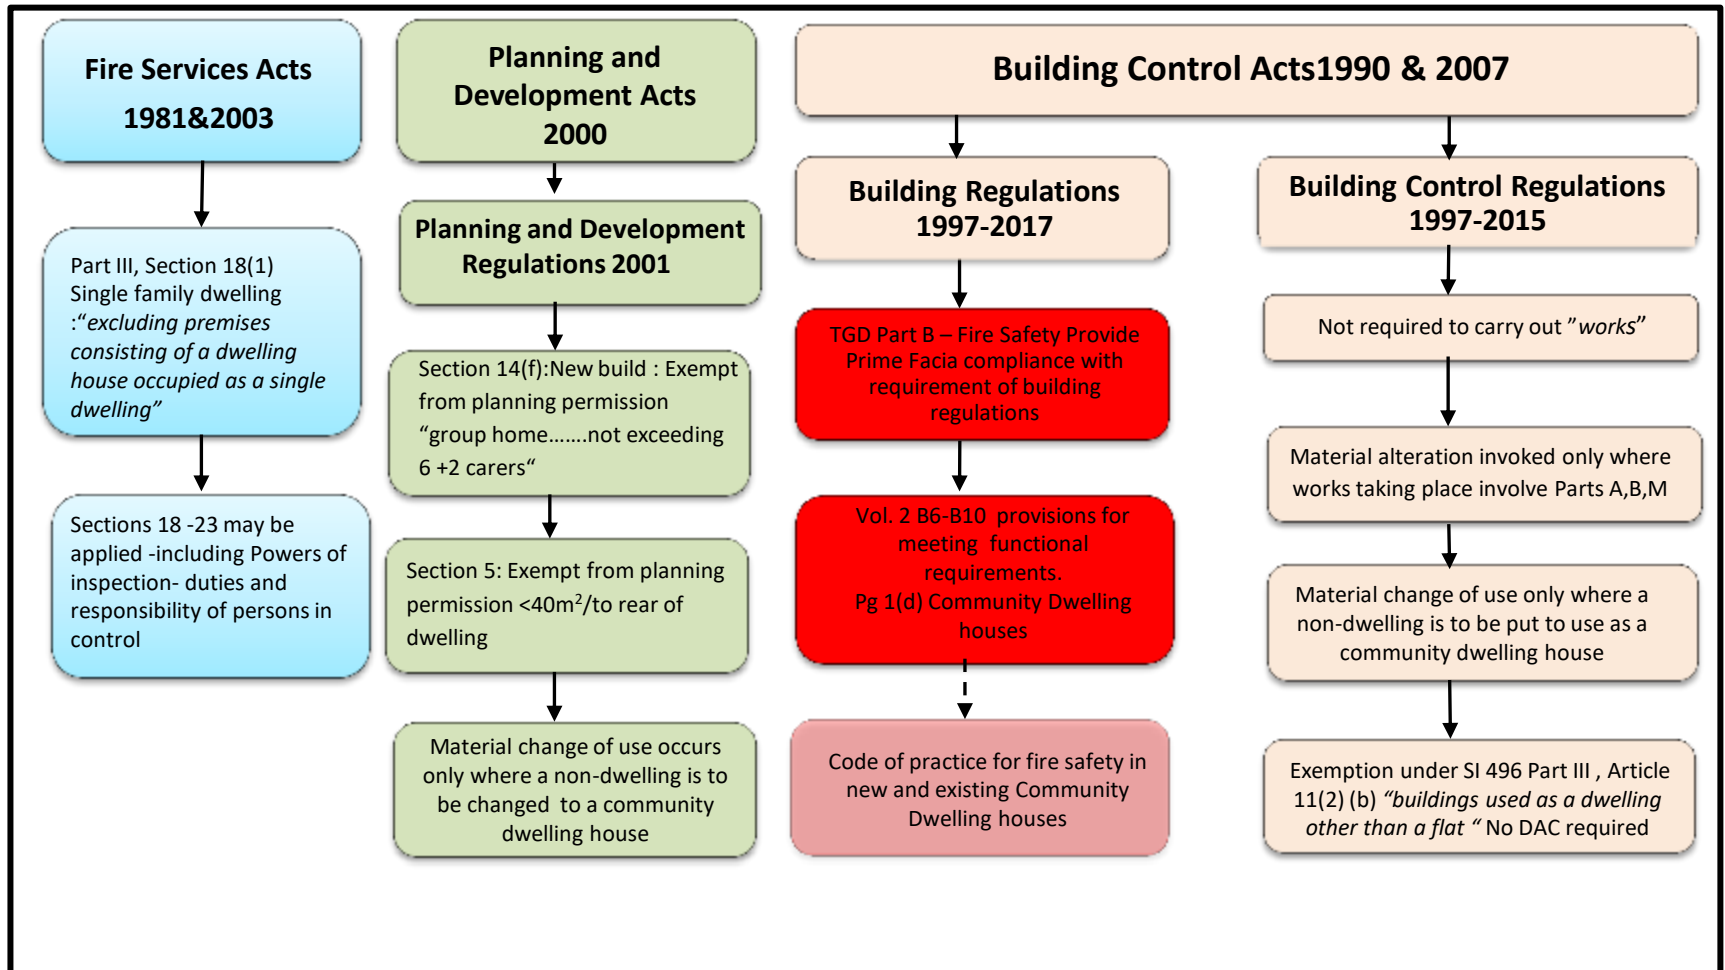 Fire Services Acts
1981&2003
Part III, Section 18(1)
Single family dwelling
:“excluding premises
consisting of a dwelling
house occupied as a single
dwelling”
Sections 18 -23 may be
applied -including Powers of
inspection- duties and
responsibility of persons in
control
Planning and
Development Acts
2000
Planning and Development
Regulations 2001
Section 14(f):New build : Exempt
from planning permission
“group home…….not exceeding
6 +2 carers“
Section 5: Exempt from planning
permission <40m²/to rear of
dwelling
Material change of use occurs
only where a non-dwelling is to
be changed to a community
dwelling house
Building Control Acts1990 & 2007
Building Regulations
1997-2017
TGD Part B – Fire Safety Provide
Prime Facia compliance with
requirement of building
regulations
Vol. 2 B6-B10 provisions for
meeting functional
requirements.
Pg 1(d) Community Dwelling
houses
Code of practice for fire safety in
new and existing Community
Dwelling houses
Building Control Regulations
1997-2015
Not required to carry out ”works”
Material alteration invoked only where
works taking place involve Parts A,B,M
Material change of use only where a
non-dwelling is to be put to use as a
community dwelling house
Exemption under SI 496 Part III , Article
11(2) (b) “buildings used as a dwelling
other than a flat “ No DAC required